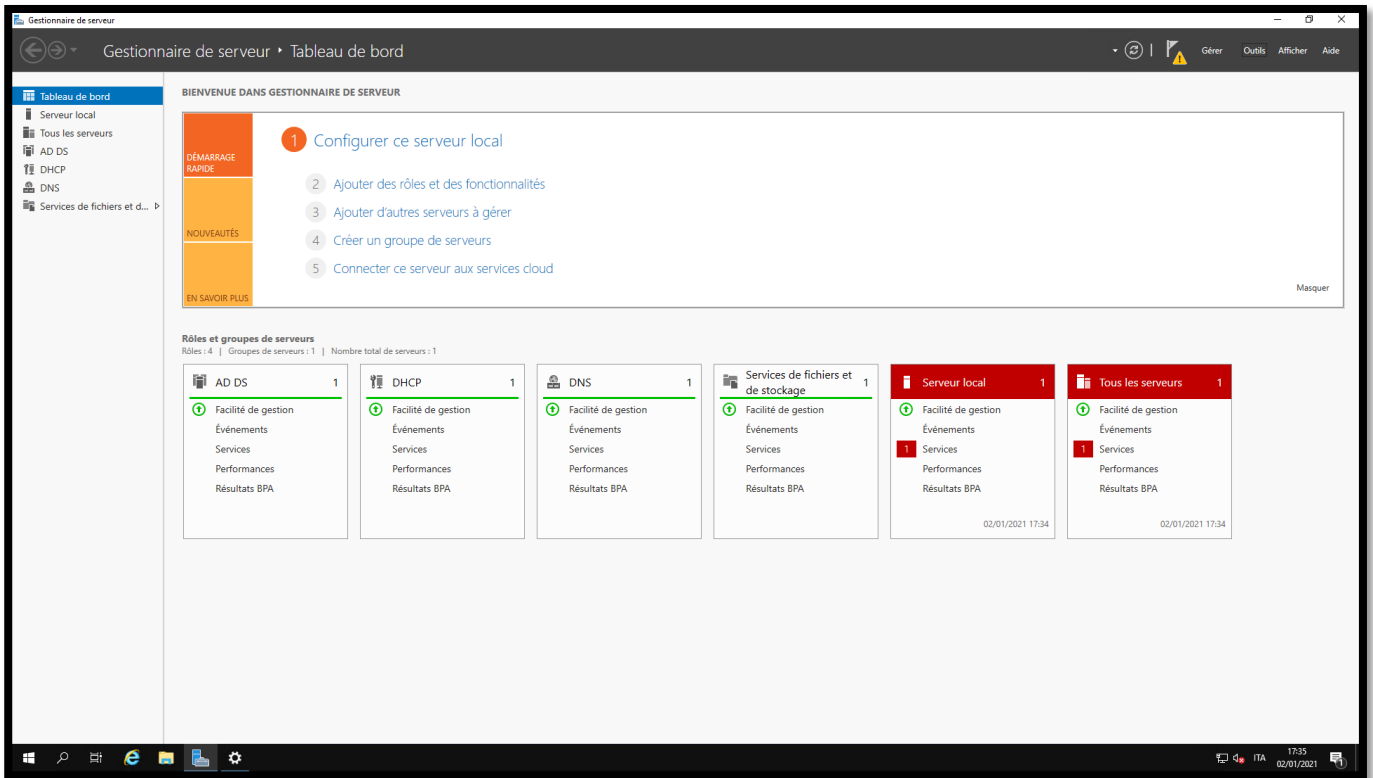 Gestionnaire de serveur
Gestionnaire de serveur ‣ Tableau de bord
Gérer Outils Afficher Aide
Tableau de bord
Serveur local
Tous les serveurs
AD DS
DHCP
DNS
Services de fichiers et d...
BIENVENUE DANS GESTIONNAIRE DE SERVEUR
DÉMARRAGE
RAPIDE
NOUVEAUTÉS
EN SAVOIR PLUS
1 Configurer ce serveur local
2 Ajouter des rôles et des fonctionnalités
3 Ajouter d'autres serveurs à gérer
4 Créer un groupe de serveurs
5 Connecter ce serveur aux services cloud
Masquer
Rôles et groupes de serveurs
Rôles : 4 | Groupes de serveurs : 1 | Nombre total de serveurs : 1
AD DS 1
Facilité de gestion
Événements
Services
Performances
Résultats BPA
DHCP 1
Facilité de gestion
Événements
Services
Performances
Résultats BPA
DNS 1
Facilité de gestion
Événements
Services
Performances
Résultats BPA
Services de fichiers et
de stockage 1
Facilité de gestion
Événements
Services
Performances
Résultats BPA
Serveur local 1
Facilité de gestion
Événements
1 Services
Performances
Résultats BPA
02/01/2021 17:34
Tous les serveurs 1
Facilité de gestion
Événements
1 Services
Performances
Résultats BPA
02/01/2021 17:34
ITA
17:35
02/01/2021
1